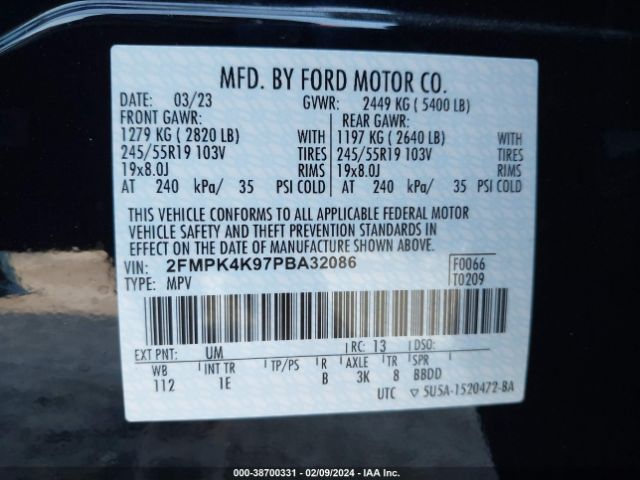 MFD. BY FORD MOTOR CO.
DATE: 03/23 GVWR: 2449 KG ( 5400 LB)
FRONT GAWR: REAR GAWR:
1279 KG ( 2820 LB) WITH 1197 KG ( 2640 LB) WITH
245/55R19 103V TIRES 245/55R19 103V TIRES
19x8.0J RIMS 19x8.0J RIMS
AT 240 kPa/ 35 PSI COLD AT 240 kPa/ 35 PSI COLD
THIS VEHICLE CONFORMS TO ALL APPLICABLE FEDERAL MOTOR
VEHICLE SAFETY AND THEFT PREVENTION STANDARDS IN
EFFECT ON THE DATE OF MANUFACTURE SHOWN ABOVE.
VIN: 2FMPK4K97PBA32086 F0066
TYPE: MPV T0209
EXT PNT: UM RC: 13 DSO:
WB INT TR TP/PS R AXLE TR SPR
112 1E B 3K 8 BBDD
UTC ▽ 5U5A-1520472-BA
000-38700331 - 02/09/2024 - IAA Inc.